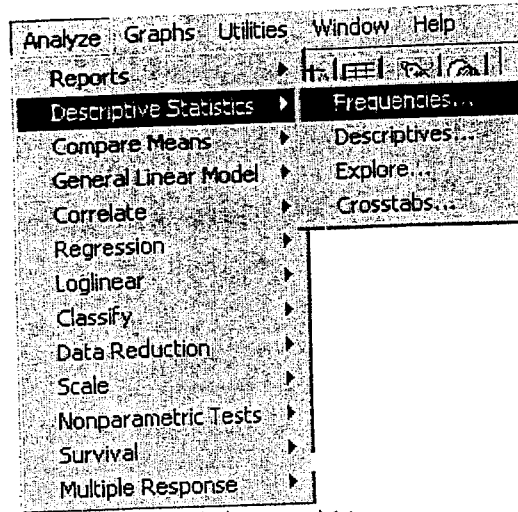 Analyze Graphs Utilities Window Help
Reports
Descriptive Statistics Frequencies...
Compare Means Descriptives...
General Linear Model Explore...
Correlate Crosstabs...
Regression
Loglinear
Classify
Data Reduction
Scale
Nonparametric Tests
Survival
Multiple Response